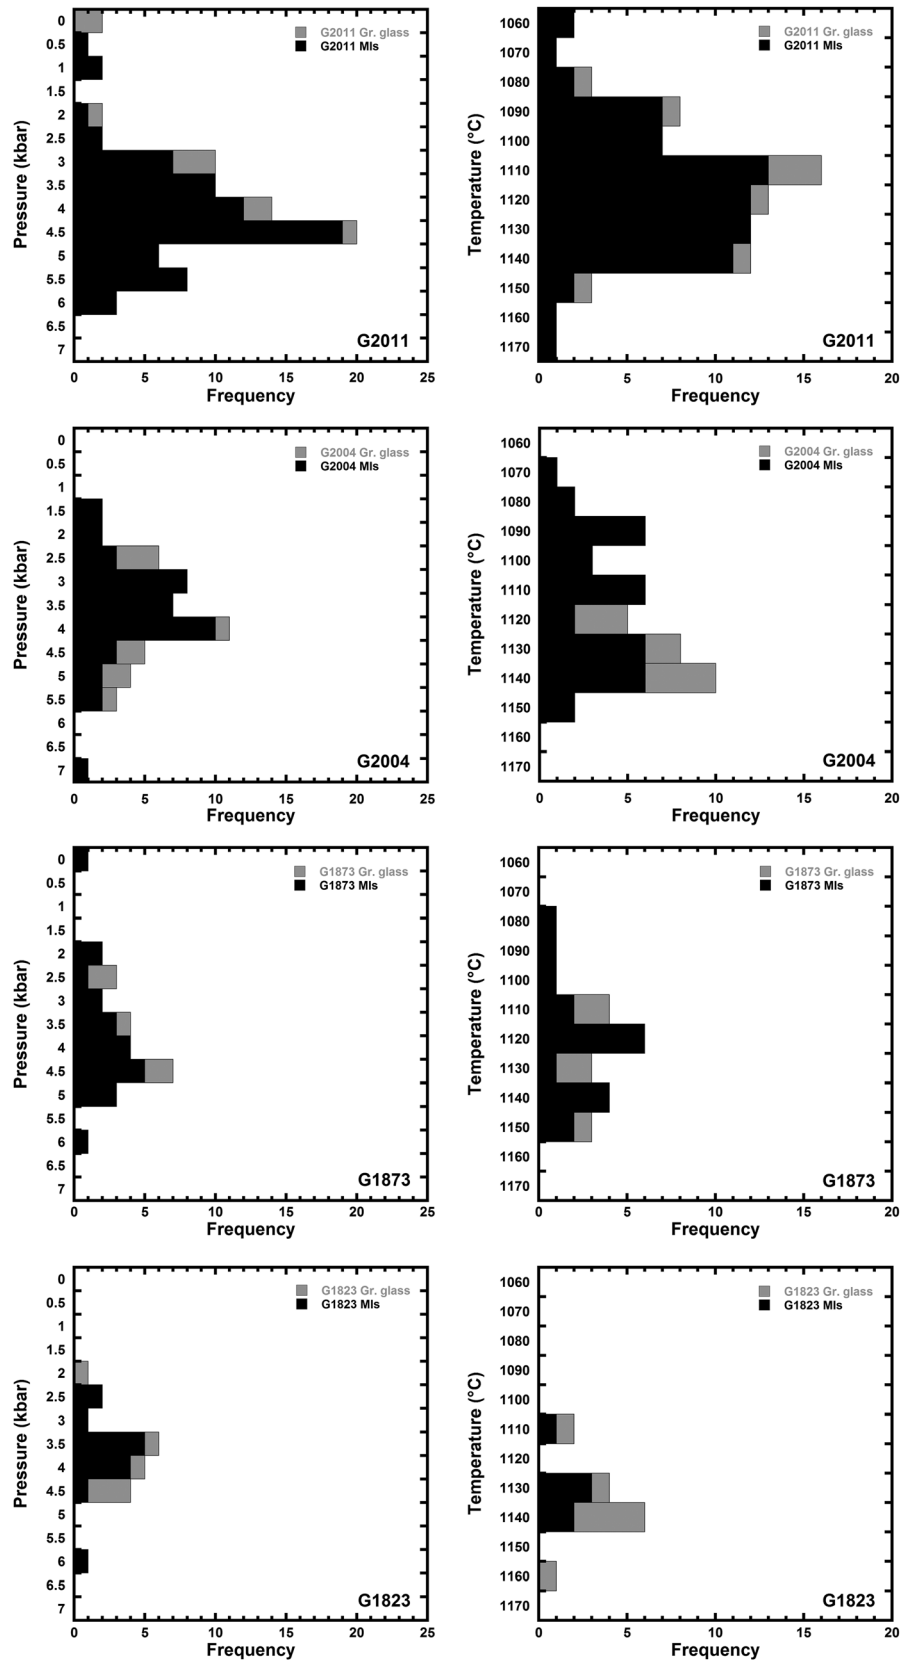 G2011 Gr. glass
G2011 MIs
Pressure (kbar)
0
0.5
1
1.5
2
2.5
3
3.5
4
4.5
5
5.5
6
6.5
7
G2011
0 5 10 15 20 25
Frequency
G2011 Gr. glass
G2011 MIs
Temperature (°C)
1060
1070
1080
1090
1100
1110
1120
1130
1140
1150
1160
1170
G2011
0 5 10 15 20
Frequency
G2004 Gr. glass
G2004 MIs
Pressure (kbar)
0
0.5
1
1.5
2
2.5
3
3.5
4
4.5
5
5.5
6
6.5
7
G2004
0 5 10 15 20 25
Frequency
G2004 Gr. glass
G2004 MIs
Temperature (°C)
1060
1070
1080
1090
1100
1110
1120
1130
1140
1150
1160
1170
G2004
0 5 10 15 20
Frequency
G1873 Gr. glass
G1873 MIs
Pressure (kbar)
0
0.5
1
1.5
2
2.5
3
3.5
4
4.5
5
5.5
6
6.5
7
G1873
0 5 10 15 20 25
Frequency
G1873 Gr. glass
G1873 MIs
Temperature (°C)
1060
1070
1080
1090
1100
1110
1120
1130
1140
1150
1160
1170
G1873
0 5 10 15 20
Frequency
G1823 Gr. glass
G1823 MIs
Pressure (kbar)
0
0.5
1
1.5
2
2.5
3
3.5
4
4.5
5
5.5
6
6.5
7
G1823
0 5 10 15 20 25
Frequency
G1823 Gr. glass
G1823 MIs
Temperature (°C)
1060
1070
1080
1090
1100
1110
1120
1130
1140
1150
1160
1170
G1823
0 5 10 15 20
Frequency